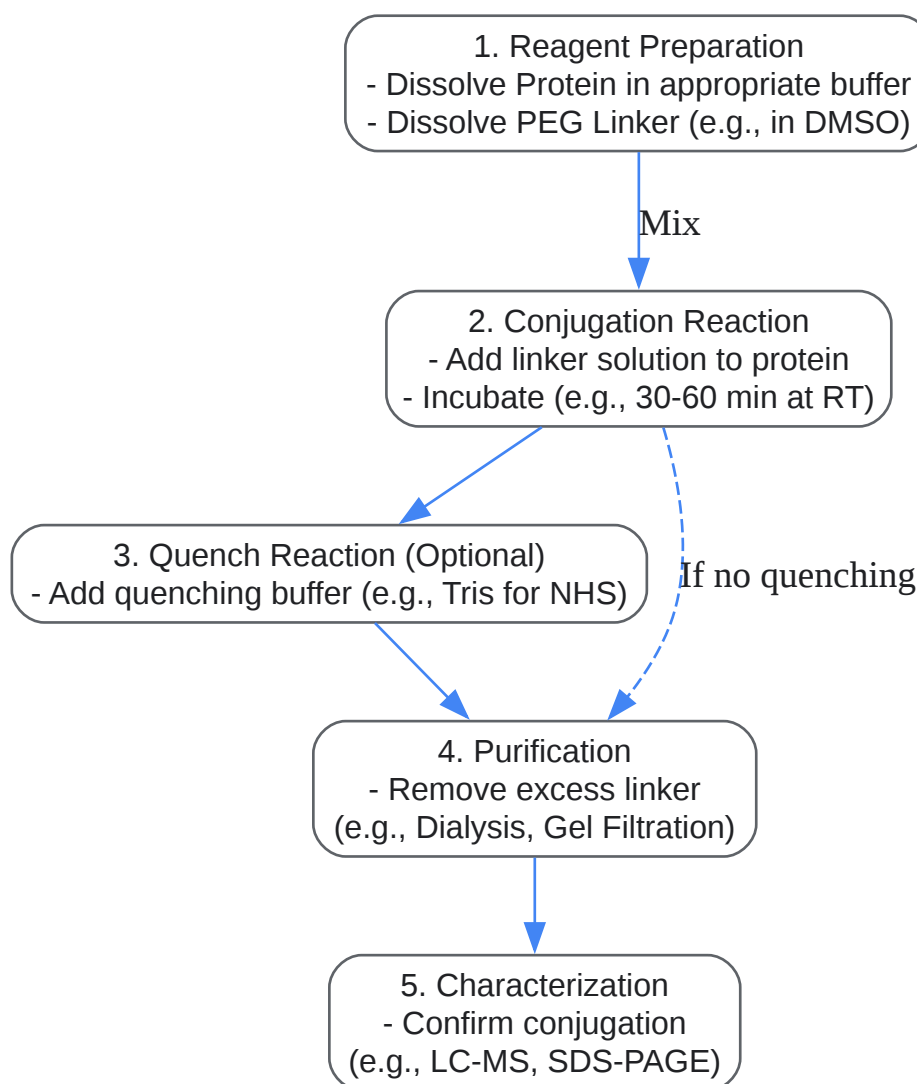 1. Reagent Preparation
- Dissolve Protein in appropriate buffer
- Dissolve PEG Linker (e.g., in DMSO)
Mix
2. Conjugation Reaction
- Add linker solution to protein
- Incubate (e.g., 30-60 min at RT)
3. Quench Reaction (Optional)
- Add quenching buffer (e.g., Tris for NHS)
If no quenching
4. Purification
- Remove excess linker
(e.g., Dialysis, Gel Filtration)
5. Characterization
- Confirm conjugation
(e.g., LC-MS, SDS-PAGE)